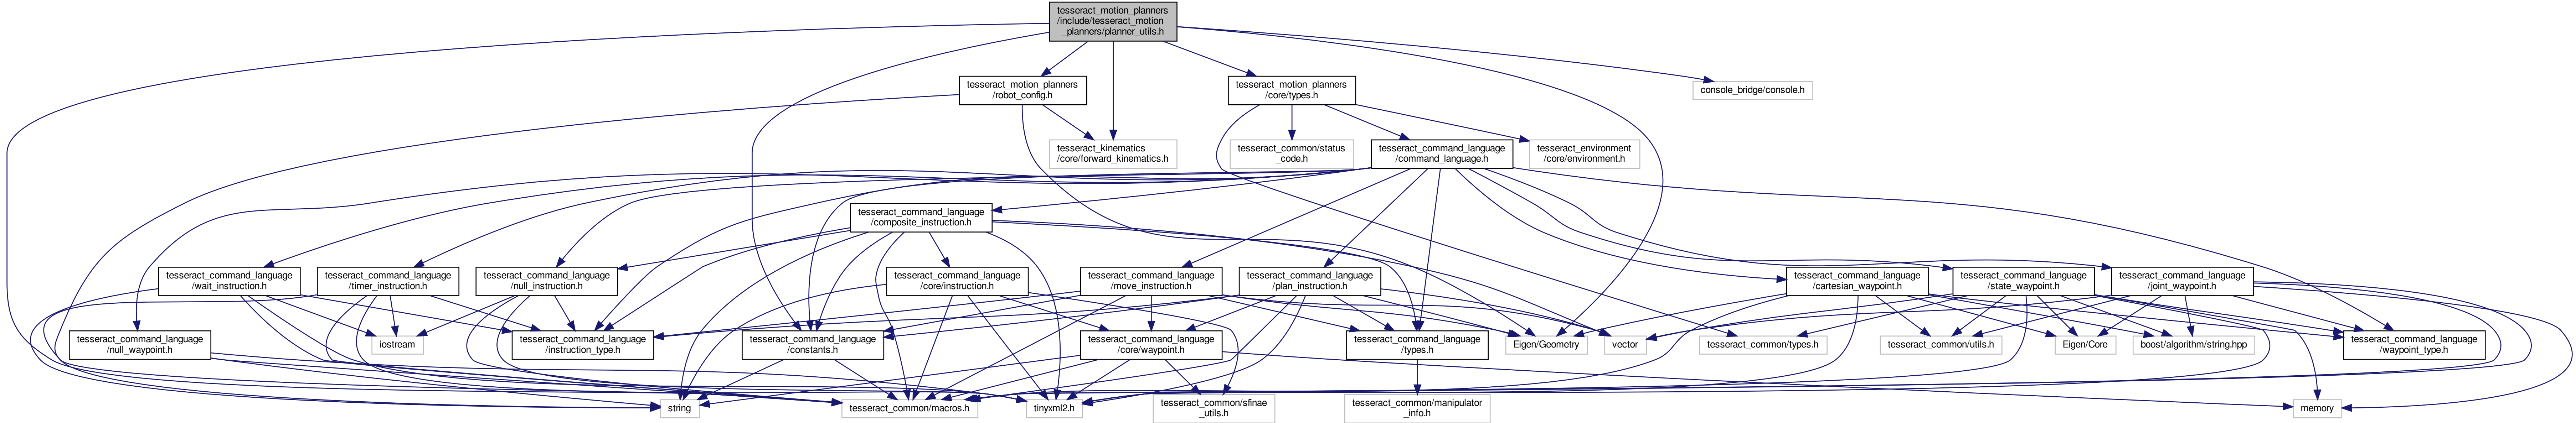 tesseract_motion_planners
/include/tesseract_motion
_planners/planner_utils.h
tesseract_motion_planners
/robot_config.h
tesseract_motion_planners
/core/types.h
console_bridge/console.h
tesseract_kinematics
/core/forward_kinematics.h
tesseract_common/status
_code.h
tesseract_command_language
/command_language.h
tesseract_environment
/core/environment.h
tesseract_command_language
/composite_instruction.h
tesseract_command_language
/wait_instruction.h
tesseract_command_language
/timer_instruction.h
tesseract_command_language
/null_instruction.h
tesseract_command_language
/core/instruction.h
tesseract_command_language
/move_instruction.h
tesseract_command_language
/plan_instruction.h
tesseract_command_language
/cartesian_waypoint.h
tesseract_command_language
/state_waypoint.h
tesseract_command_language
/joint_waypoint.h
tesseract_command_language
/null_waypoint.h
iostream
tesseract_command_language
/instruction_type.h
tesseract_command_language
/constants.h
tesseract_command_language
/core/waypoint.h
tesseract_command_language
/types.h
Eigen/Geometry
vector
tesseract_common/types.h
tesseract_common/utils.h
Eigen/Core
boost/algorithm/string.hpp
tesseract_command_language
/waypoint_type.h
string
tesseract_common/macros.h
tinyxml2.h
tesseract_common/sfinae
_utils.h
tesseract_common/manipulator
_info.h
memory